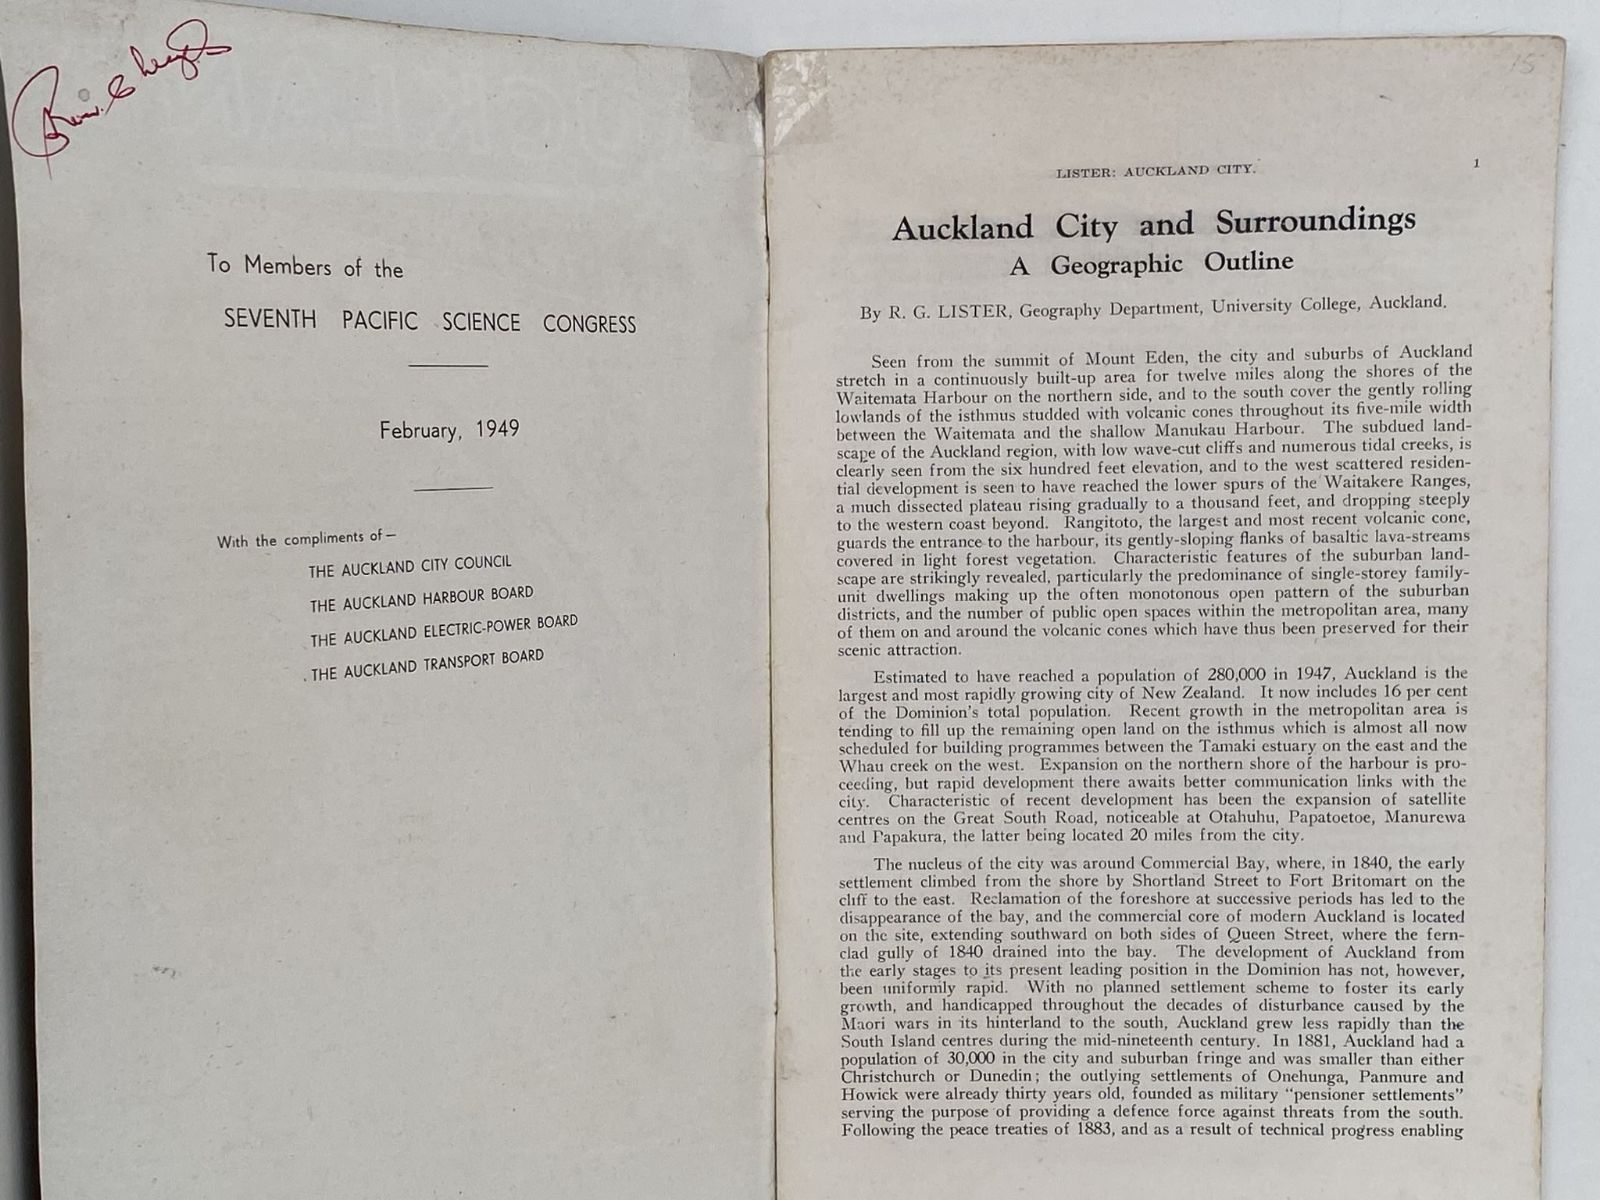 To Members of the
SEVENTH PACIFIC SCIENCE CONGRESS
February, 1949
With the compliments of—
THE AUCKLAND CITY COUNCIL
THE AUCKLAND HARBOUR BOARD
THE AUCKLAND ELECTRIC-POWER BOARD
THE AUCKLAND TRANSPORT BOARD
15
LISTER: AUCKLAND CITY. 1
Auckland City and Surroundings
A Geographic Outline
By R. G. LISTER, Geography Department, University College, Auckland.
Seen from the summit of Mount Eden, the city and suburbs of Auckland
stretch in a continuously built-up area for twelve miles along the shores of the
Waitemata Harbour on the northern side, and to the south cover the gently rolling
lowlands of the isthmus studded with volcanic cones throughout its five-mile width
between the Waitemata and the shallow Manukau Harbour. The subdued land-
scape of the Auckland region, with low wave-cut cliffs and numerous tidal creeks, is
clearly seen from the six hundred feet elevation, and to the west scattered residen-
tial development is seen to have reached the lower spurs of the Waitakere Ranges,
a much dissected plateau rising gradually to a thousand feet, and dropping steeply
to the western coast beyond. Rangitoto, the largest and most recent volcanic cone,
guards the entrance to the harbour, its gently-sloping flanks of basaltic lava-streams
covered in light forest vegetation. Characteristic features of the suburban land-
scape are strikingly revealed, particularly the predominance of single-storey family-
unit dwellings making up the often monotonous open pattern of the suburban
districts, and the number of public open spaces within the metropolitan area, many
of them on and around the volcanic cones which have thus been preserved for their
scenic attraction.
Estimated to have reached a population of 280,000 in 1947, Auckland is the
largest and most rapidly growing city of New Zealand. It now includes 16 per cent
of the Dominion's total population. Recent growth in the metropolitan area is
tending to fill up the remaining open land on the isthmus which is almost all now
scheduled for building programmes between the Tamaki estuary on the east and the
Whau creek on the west. Expansion on the northern shore of the harbour is pro-
ceeding, but rapid development there awaits better communication links with the
city. Characteristic of recent development has been the expansion of satellite
centres on the Great South Road, noticeable at Otahuhu, Papatoetoe, Manurewa
and Papakura, the latter being located 20 miles from the city.
The nucleus of the city was around Commercial Bay, where, in 1840, the early
settlement climbed from the shore by Shortland Street to Fort Britomart on the
cliff to the east. Reclamation of the foreshore at successive periods has led to the
disappearance of the bay, and the commercial core of modern Auckland is located
on the site, extending southward on both sides of Queen Street, where the fern-
clad gully of 1840 drained into the bay. The development of Auckland from
the early stages to its present leading position in the Dominion has not, however,
been uniformly rapid. With no planned settlement scheme to foster its early
growth, and handicapped throughout the decades of disturbance caused by the
Maori wars in its hinterland to the south, Auckland grew less rapidly than the
South Island centres during the mid-nineteenth century. In 1881, Auckland had a
population of 30,000 in the city and suburban fringe and was smaller than either
Christchurch or Dunedin; the outlying settlements of Onehunga, Panmure and
Howick were already thirty years old, founded as military "pensioner settlements"
serving the purpose of providing a defence force against threats from the south.
Following the peace treaties of 1883, and as a result of technical progress enabling